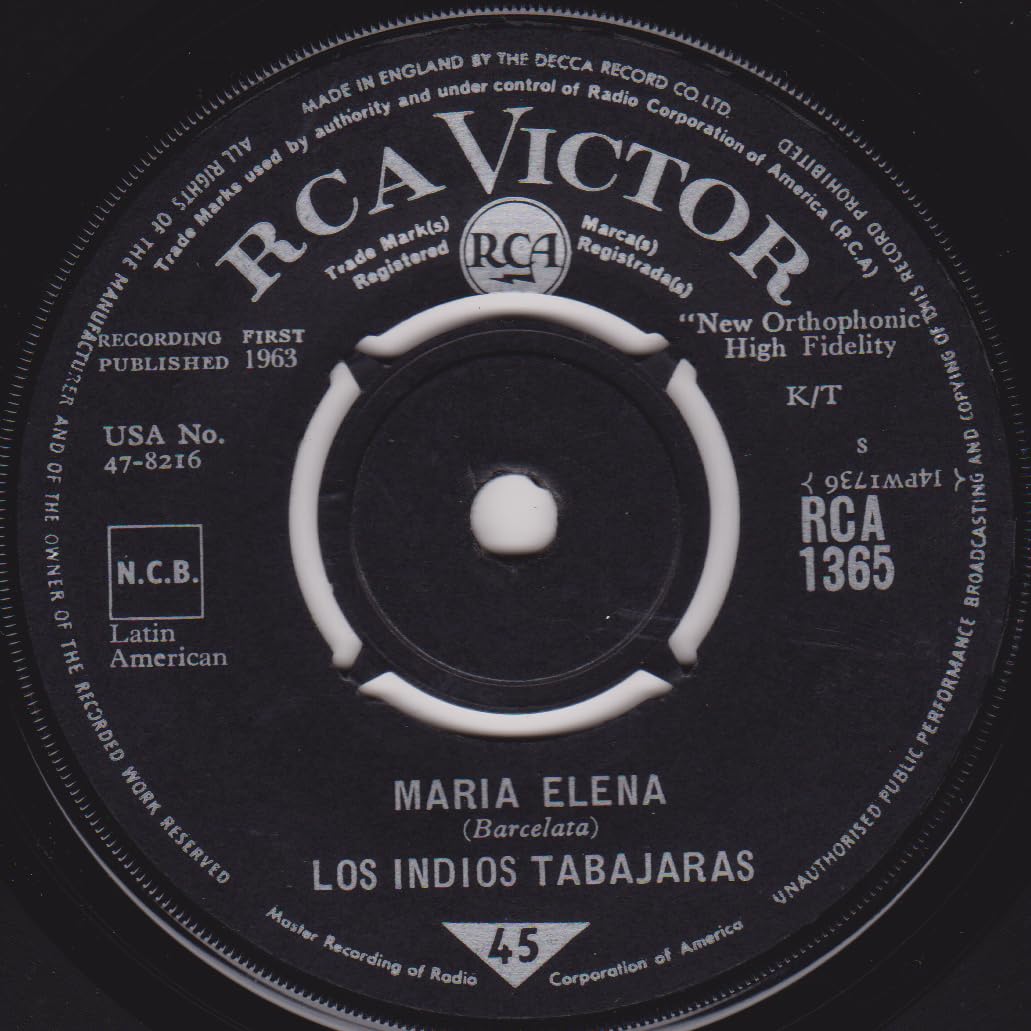 MADE IN ENGLAND BY THE DECCA RECORD CO. LTD.
Trade Marks used by authority and under control of Radio Corporation of America (R.C.A)
ALL RIGHTS OF THE MANUFACTURER AND OF THE OWNER OF THE RECORDED WORK RESERVED
UNAUTHORISED PUBLIC PERFORMANCE BROADCASTING AND COPYING OF THIS RECORD PROHIBITED
RCA VICTOR
Trade Mark(s)
Registered
RCA
Marca(s)
Registrada(s)
RECORDING FIRST
PUBLISHED 1963
"New Orthophonic"
High Fidelity
K/T
USA No.
47-8216
S
{ 14PW1736 }
RCA
1365
N.C.B.
Latin
American
MARIA ELENA
(Barcelata)
LOS INDIOS TABAJARAS
45
Master Recording of Radio Corporation of America